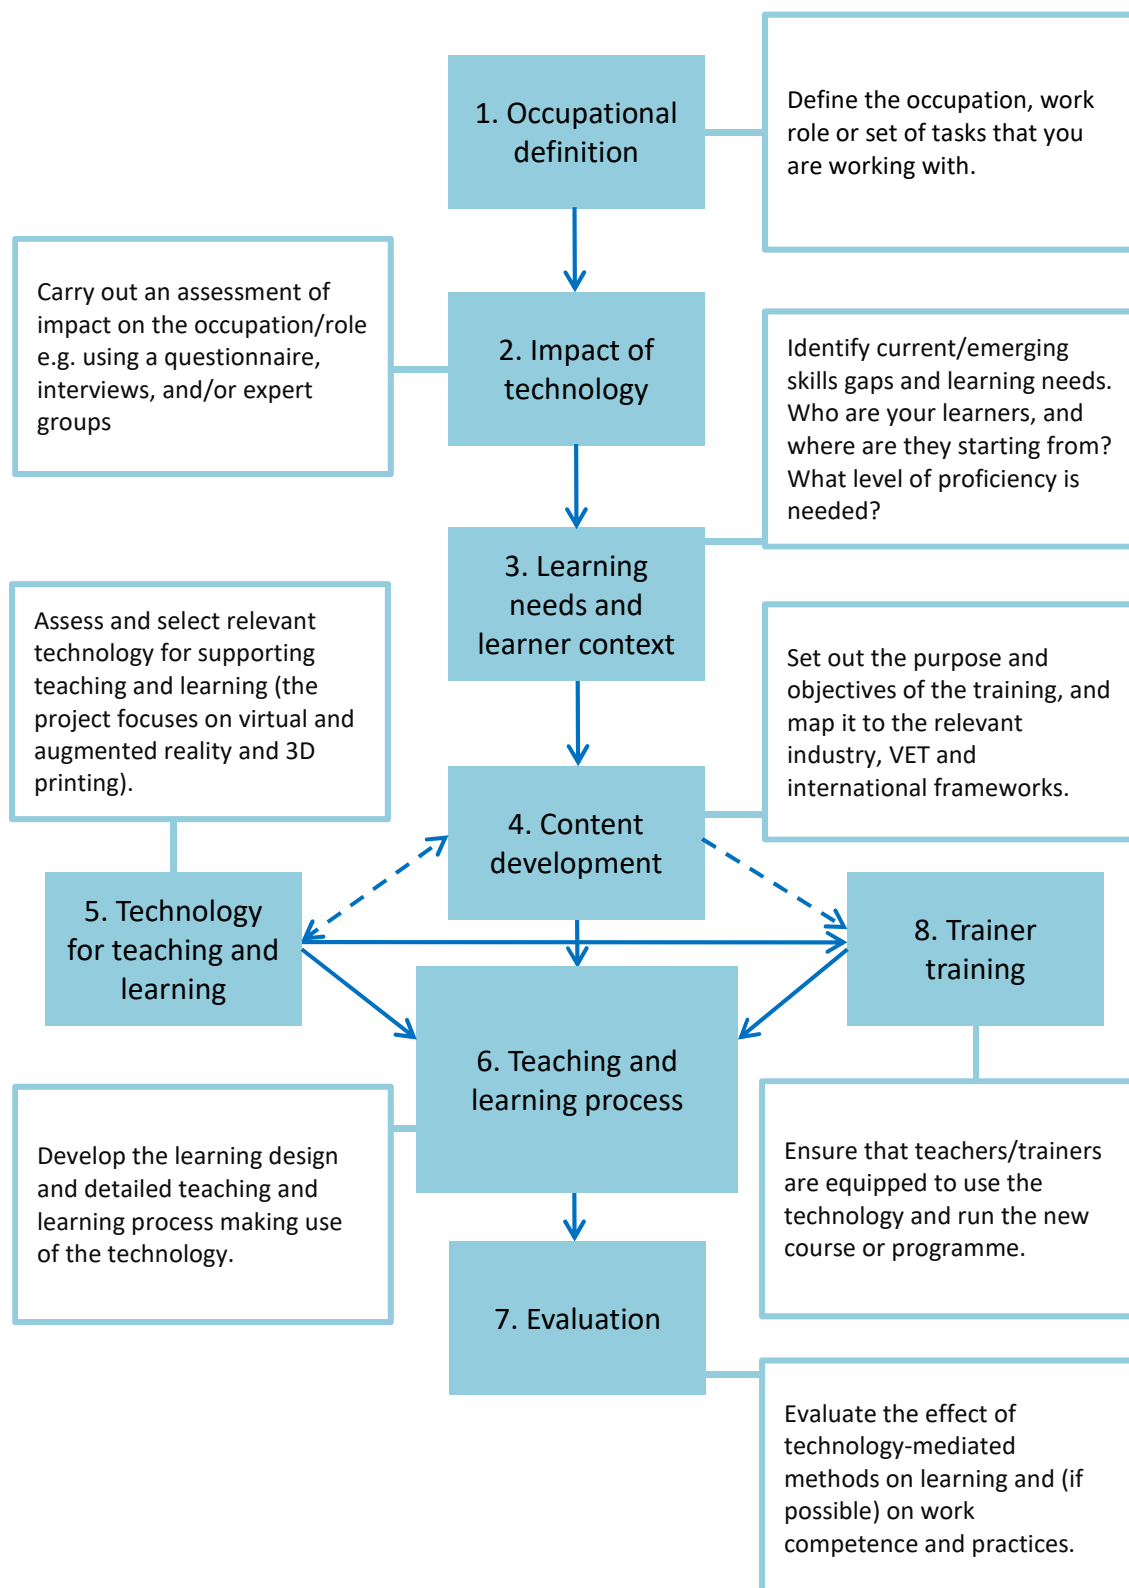 1. Occupational
definition
Define the occupation, work
role or set of tasks that you
are working with.
Carry out an assessment of
impact on the occupation/role
e.g. using a questionnaire,
interviews, and/or expert
groups
2. Impact of
technology
Identify current/emerging
skills gaps and learning needs.
Who are your learners, and
where are they starting from?
What level of proficiency is
needed?
3. Learning
needs and
learner context
Assess and select relevant
technology for supporting
teaching and learning (the
project focuses on virtual and
augmented reality and 3D
printing).
Set out the purpose and
objectives of the training, and
map it to the relevant
industry, VET and
international frameworks.
4. Content
development
5. Technology
for teaching and
learning
8. Trainer
training
6. Teaching and
learning process
Develop the learning design
and detailed teaching and
learning process making use
of the technology.
Ensure that teachers/trainers
are equipped to use the
technology and run the new
course or programme.
7. Evaluation
Evaluate the effect of
technology-mediated
methods on learning and (if
possible) on work
competence and practices.